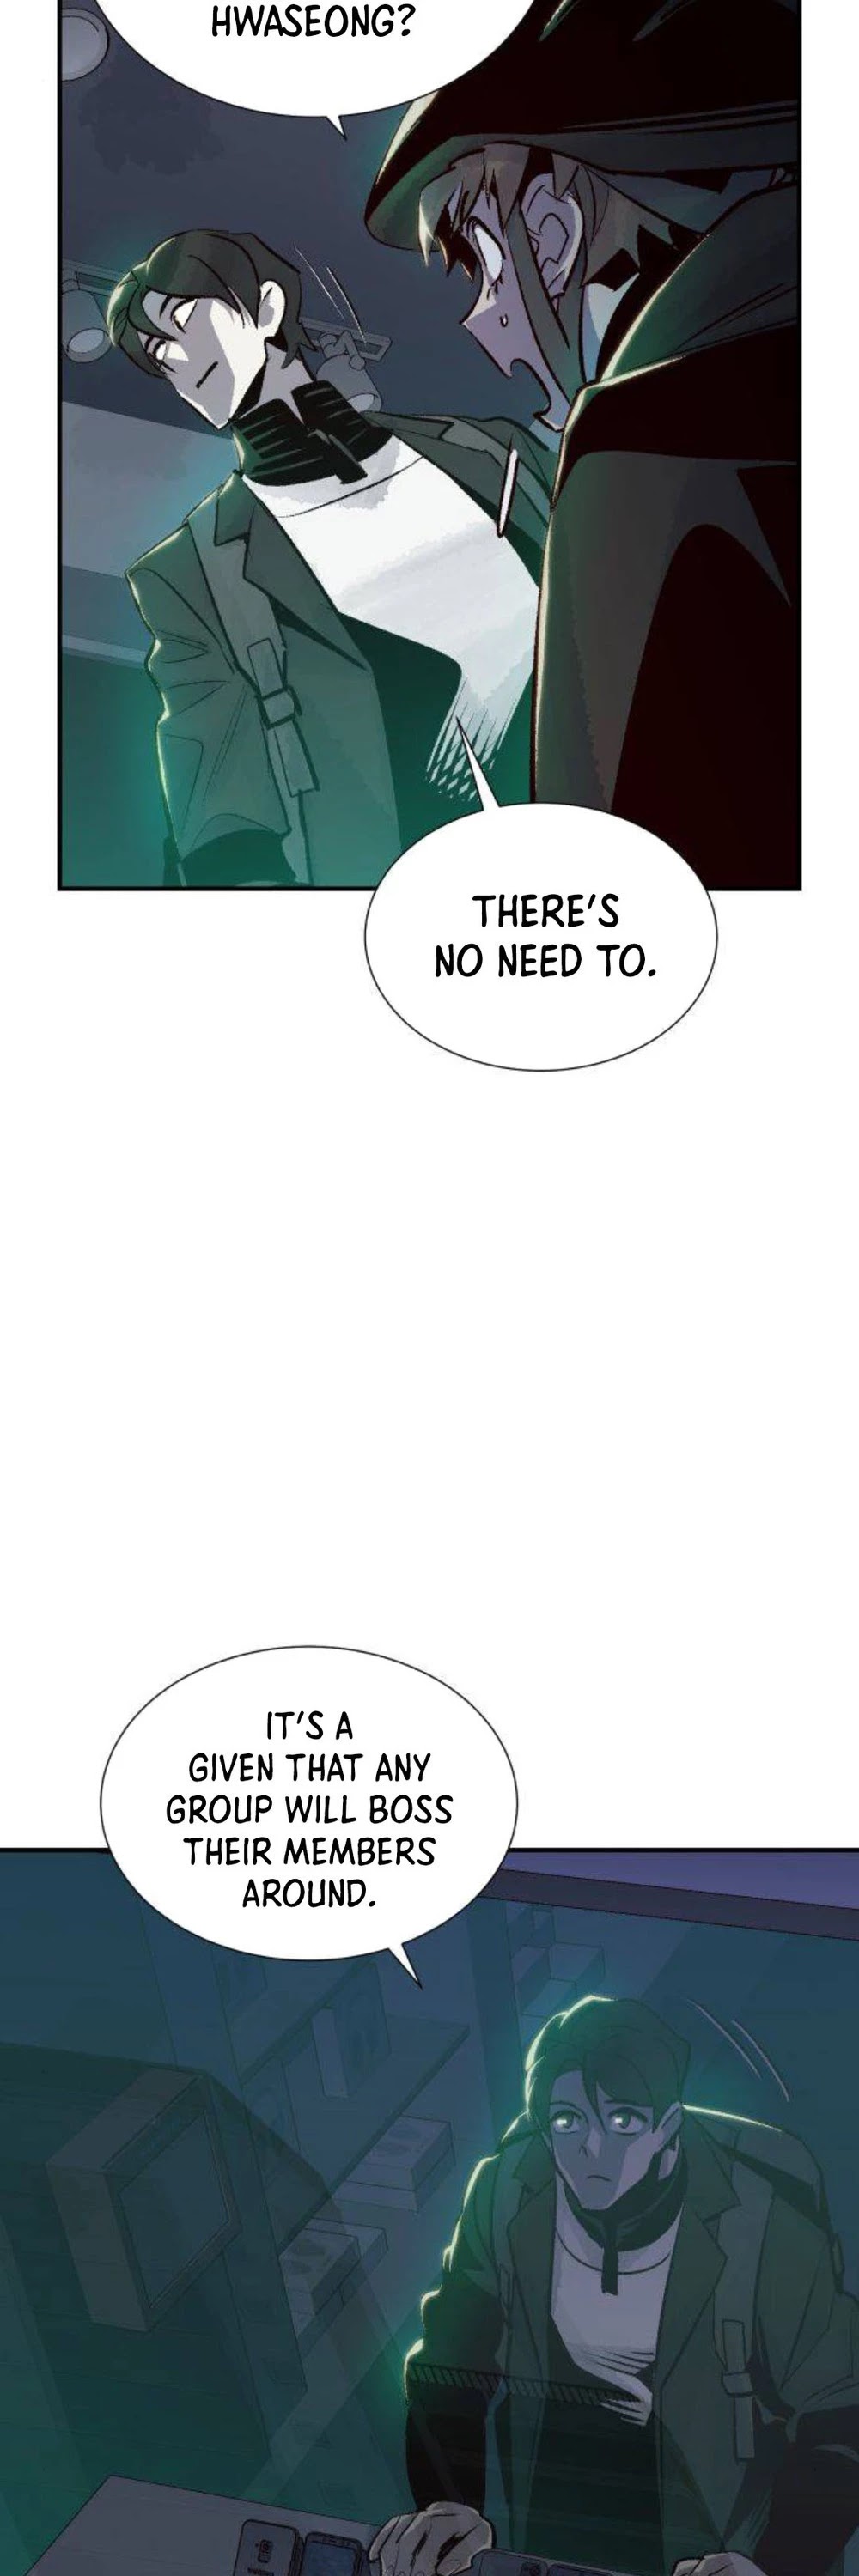 HWASEONG?
THERE'S
NO NEED TO.
IT'S A
GIVEN THAT ANY
GROUP WILL BOSS
THEIR MEMBERS
AROUND.